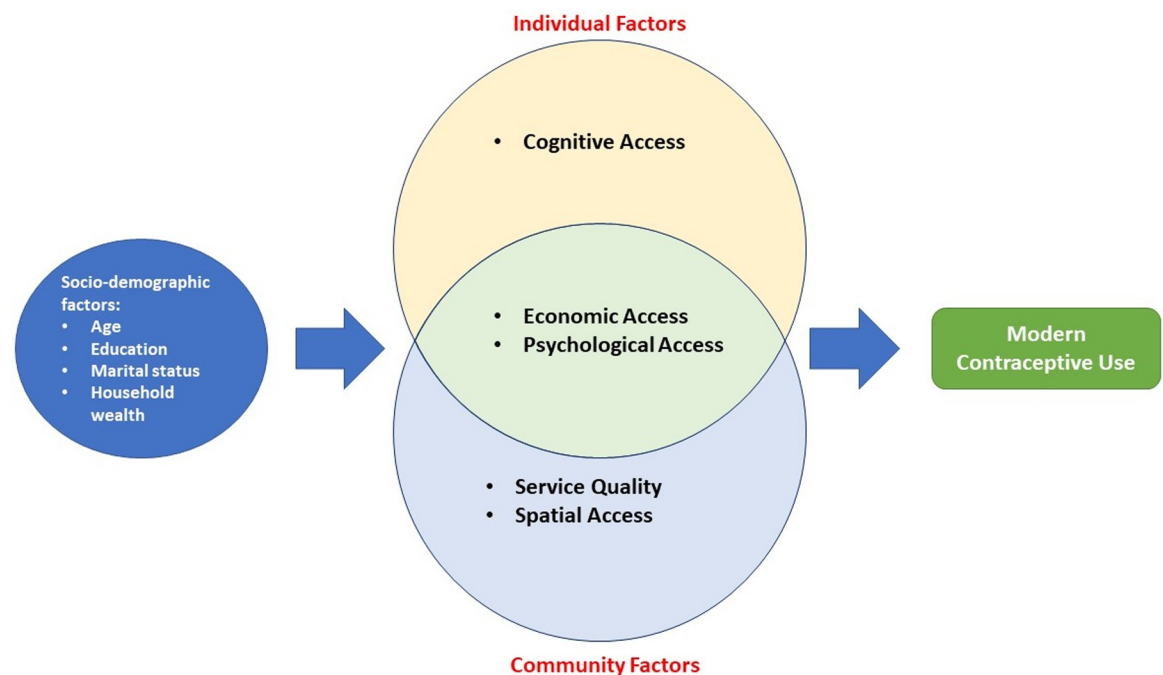 Individual Factors
• Cognitive Access
Socio-demographic
factors:
• Age
• Education
• Marital status
• Household
wealth
• Economic Access
• Psychological Access
Modern
Contraceptive Use
• Service Quality
• Spatial Access
Community Factors